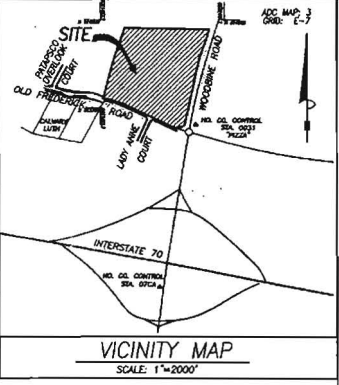 ADC MAP: 3
GRID: E-7
SITE
PATAPSCO
OVERLOOK
COURT
WOODBINE ROAD
OLD FREDERICK ROAD
CALVARY
LUTH
LADY ANNE
COURT
HO. CO. CONTROL
STA. 0031
"PIZZA"
INTERSTATE 70
HO. CO. CONTROL
STA. 07CA
VICINITY MAP
SCALE: 1"=2000'